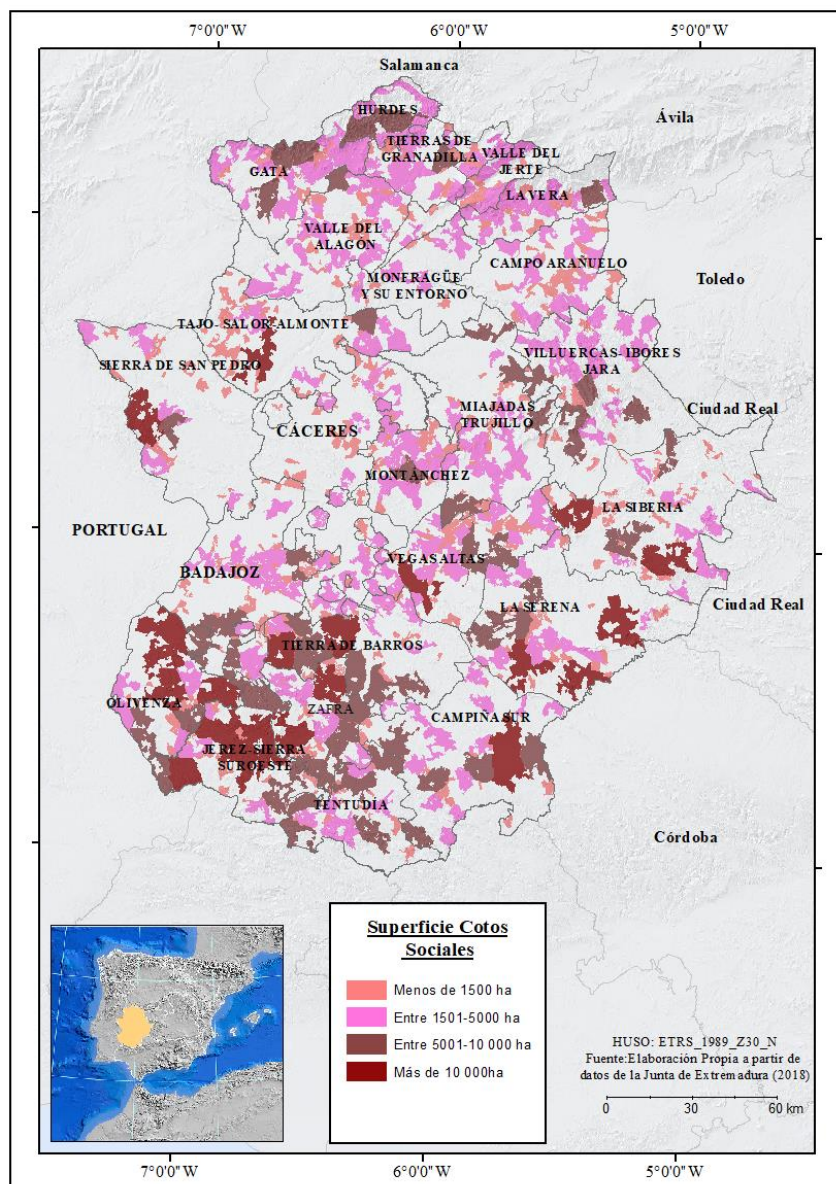 7°0'0"W 6°0'0"W 5°0'0"W
Salamanca
Ávila
HURDES
TIERRAS DE
GRANADILLA
VALLE DEL
JERTE
GATA
LA VERA
VALLE DEL
ALAGÓN
CAMPO ARAÑUELO
MONFRAGÜE
Y SU ENTORNO
Toledo
TAJO-SALOR-ALMONTE
SIERRA DE SAN PEDRO
VILLUERCAS-IBORES
JARA
MIAJADAS
TRUJILLO
Ciudad Real
CÁCERES
MONTÁNCHEZ
LA SIBERIA
PORTUGAL
VEGAS ALTAS
BADAJOZ
LA SERENA
Ciudad Real
TIERRA DE BARROS
OLIVENZA
ZAFRA
CAMPIÑA SUR
JEREZ-SIERRA
SUROESTE
TENTUDÍA
Córdoba
Superficie Cotos
Sociales
Menos de 1500 ha
Entre 1501-5000 ha
Entre 5001-10 000 ha
Más de 10 000ha
HUSO: ETRS_1989_Z30_N
Fuente:Elaboración Propia a partir de
datos de la Junta de Extremadura (2018)
0 30 60 km
7°0'0"W 6°0'0"W 5°0'0"W